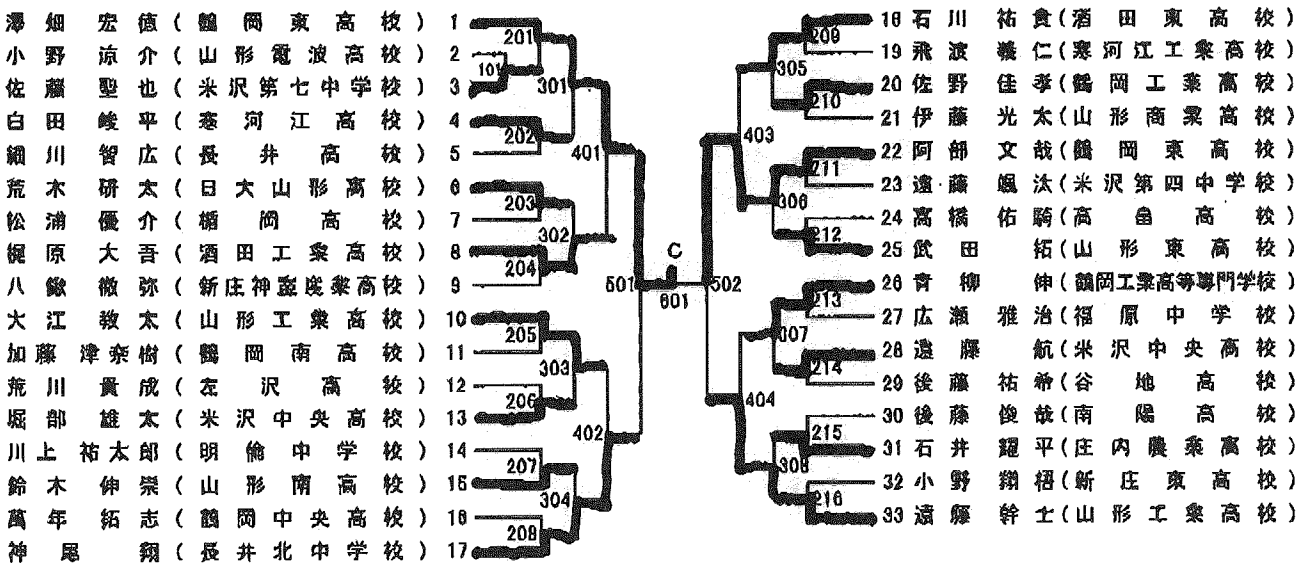 澤畑宏徳(鶴岡東高校) 1
小野涼介(山形電波高校) 2
佐藤聖也(米沢第七中学校) 3
白田峻平(寒河江高校) 4
細川智広(長井高校) 5
荒木研太(日大山形高校) 6
松浦優介(楯岡高校) 7
梶原大吾(酒田工業高校) 8
八鍬徹弥(新庄神室産業高校) 9
大江教太(山形工業高校) 10
加藤津奈樹(鶴岡南高校) 11
荒川貴成(左沢高校) 12
堀部雄太(米沢中央高校) 13
川上祐太郎(明倫中学校) 14
鈴木伸崇(山形南高校) 15
萬年拓志(鶴岡中央高校) 16
神尾翔(長井北中学校) 17
101
201
202
203
204
205
206
207
208
301
302
303
304
401
402
501
C
601
502
403
404
305
306
307
308
209
210
211
212
213
214
215
216
18 石川祐貴(酒田東高校)
19 飛渡義仁(寒河江工業高校)
20 佐野佳孝(鶴岡工業高校)
21 伊藤光太(山形商業高校)
22 阿部文哉(鶴岡東高校)
23 遠藤颯汰(米沢第四中学校)
24 高橋佑騎(高畠高校)
25 武田拓(山形東高校)
26 青柳伸(鶴岡工業高等専門学校)
27 広瀬雅治(福原中学校)
28 遠藤航(米沢中央高校)
29 後藤祐希(谷地高校)
30 後藤俊哉(南陽高校)
31 石井耀平(庄内農業高校)
32 小野翔梧(新庄東高校)
33 遠藤幹士(山形工業高校)